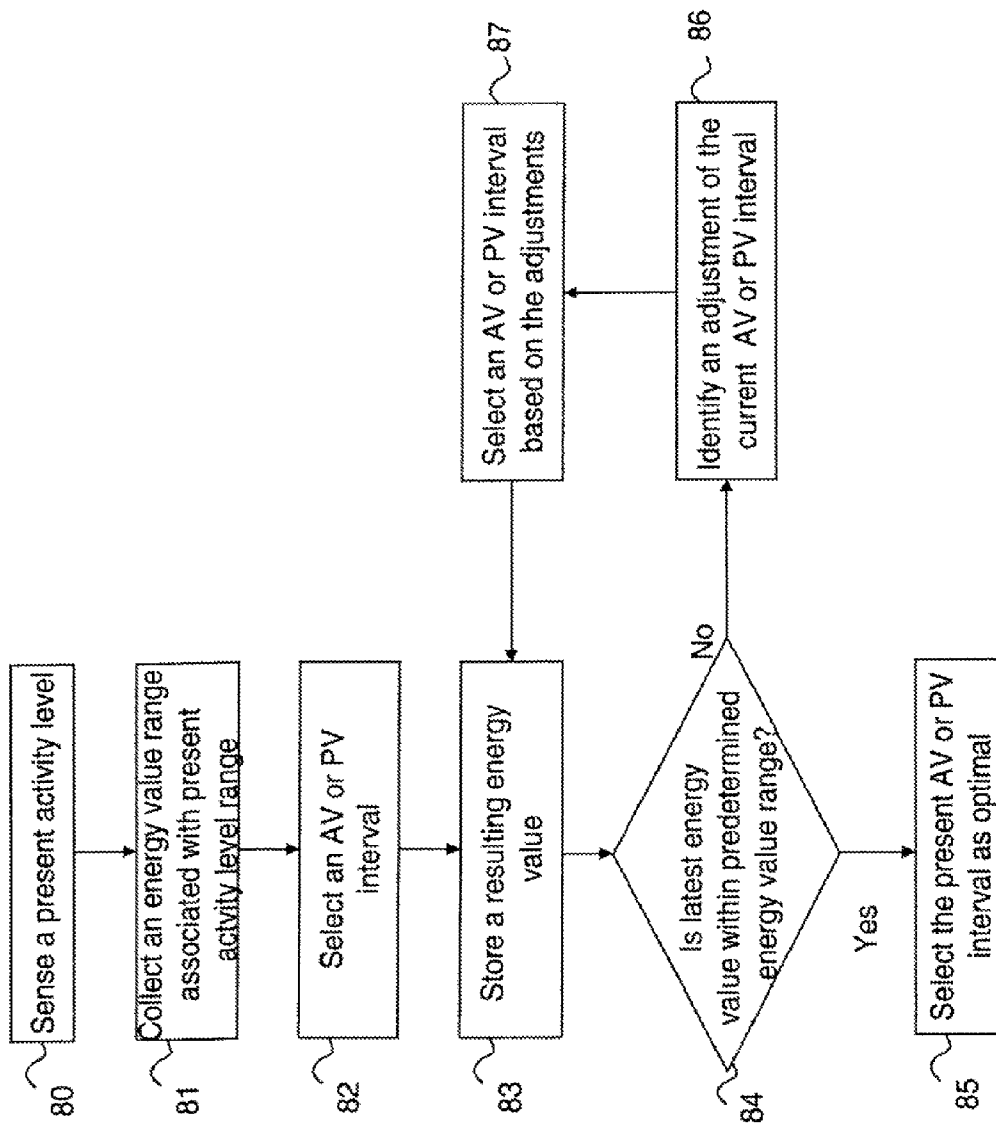 80
Sense a present activity level
81
Collect an energy value range
associated with present
actvity level range
82
Select an AV or PV
interval
83
Store a resulting energy
value
84
Is latest energy
value within predetermined
energy value range?
No
Yes
85
Select the present AV or PV
interval as optimal
86
Identify an adjustment of the
current AV or PV interval
87
Select an AV or PV interval
based on the adjustments